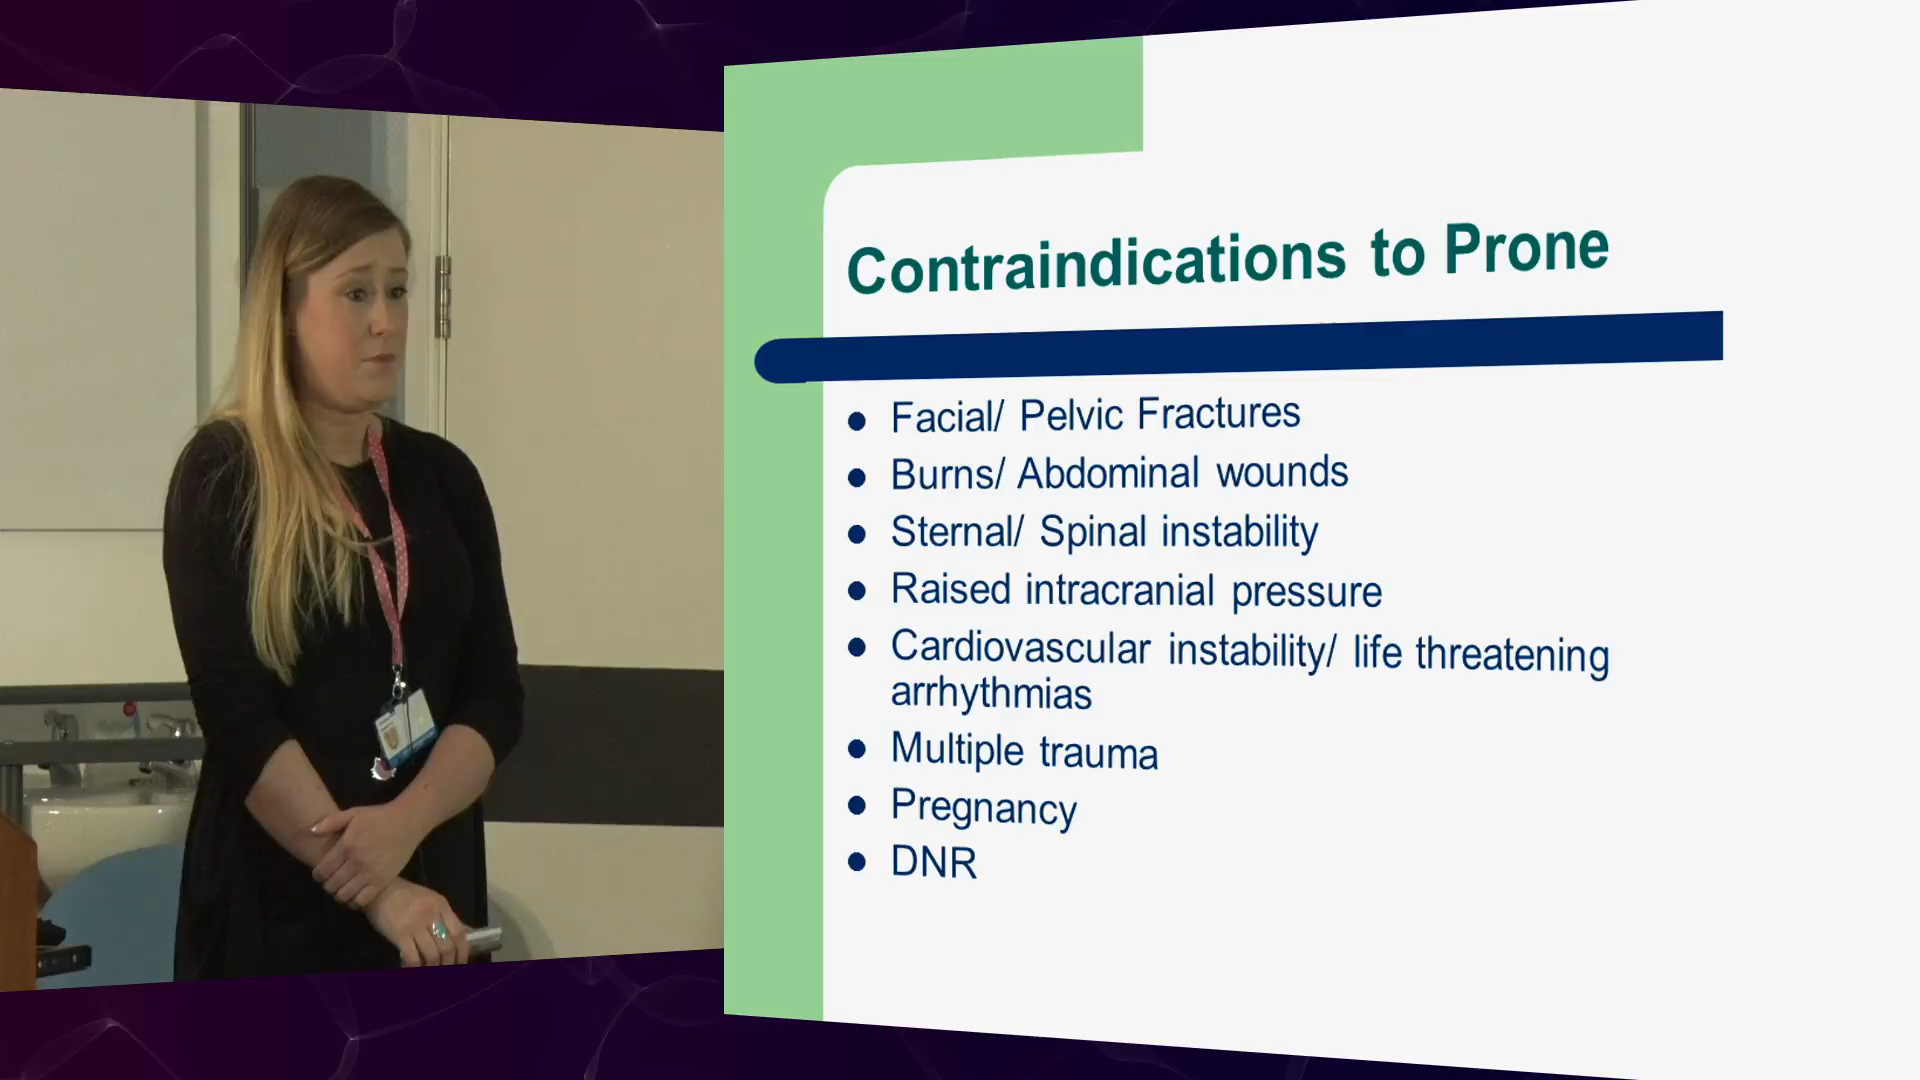 Contraindications to Prone
Facial/ Pelvic Fractures
Burns/ Abdominal wounds
Sternal/ Spinal instability
Raised intracranial pressure
Cardiovascular instability/ life threatening
arrhythmias
Multiple trauma
Pregnancy
DNR